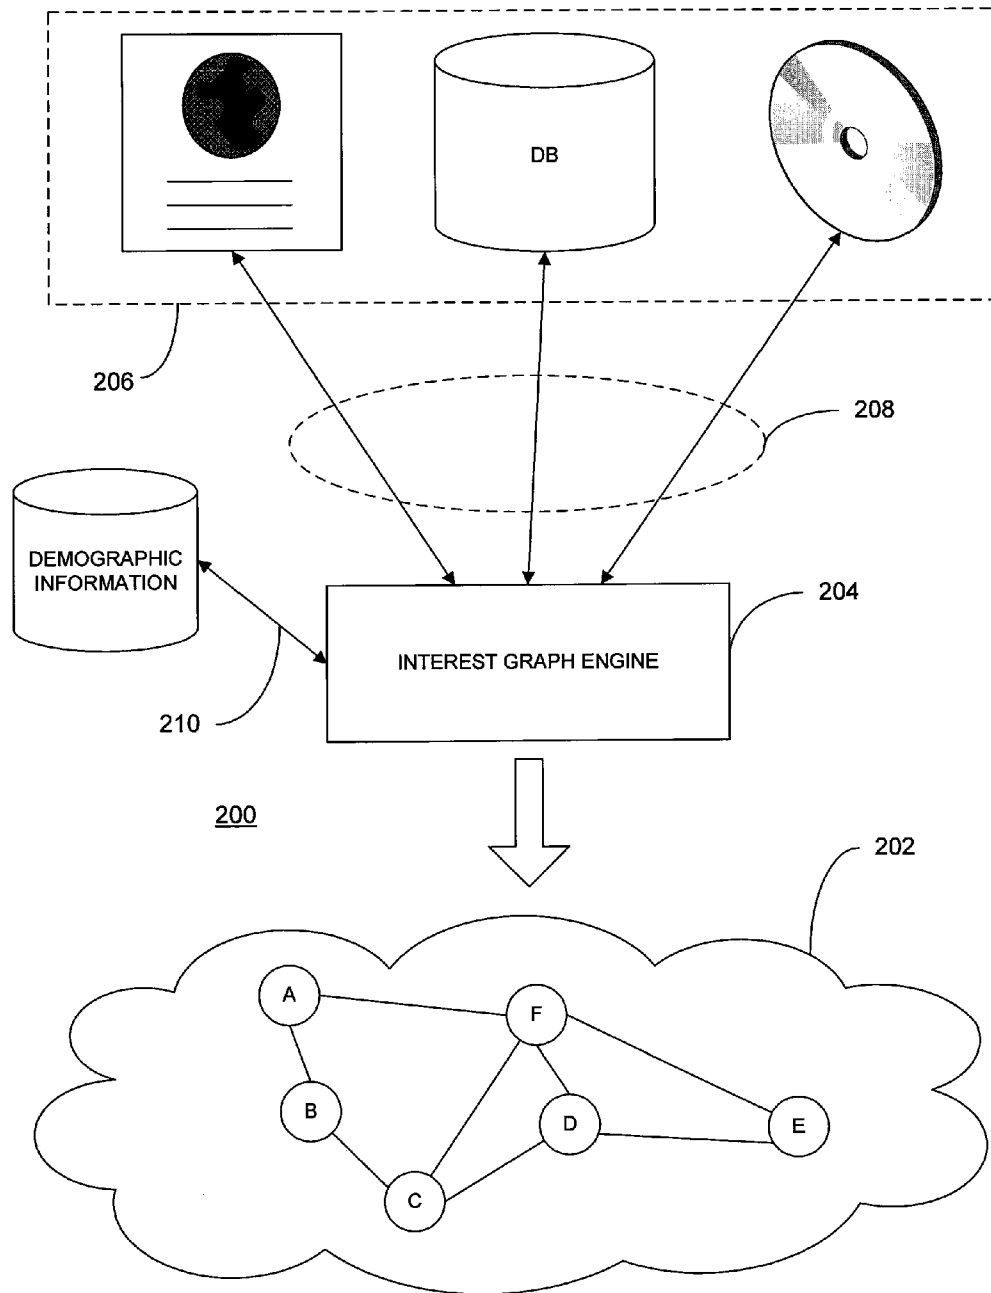 DB
206
208
DEMOGRAPHIC
INFORMATION
204
INTEREST GRAPH ENGINE
210
200
202
A
F
B
D
E
C